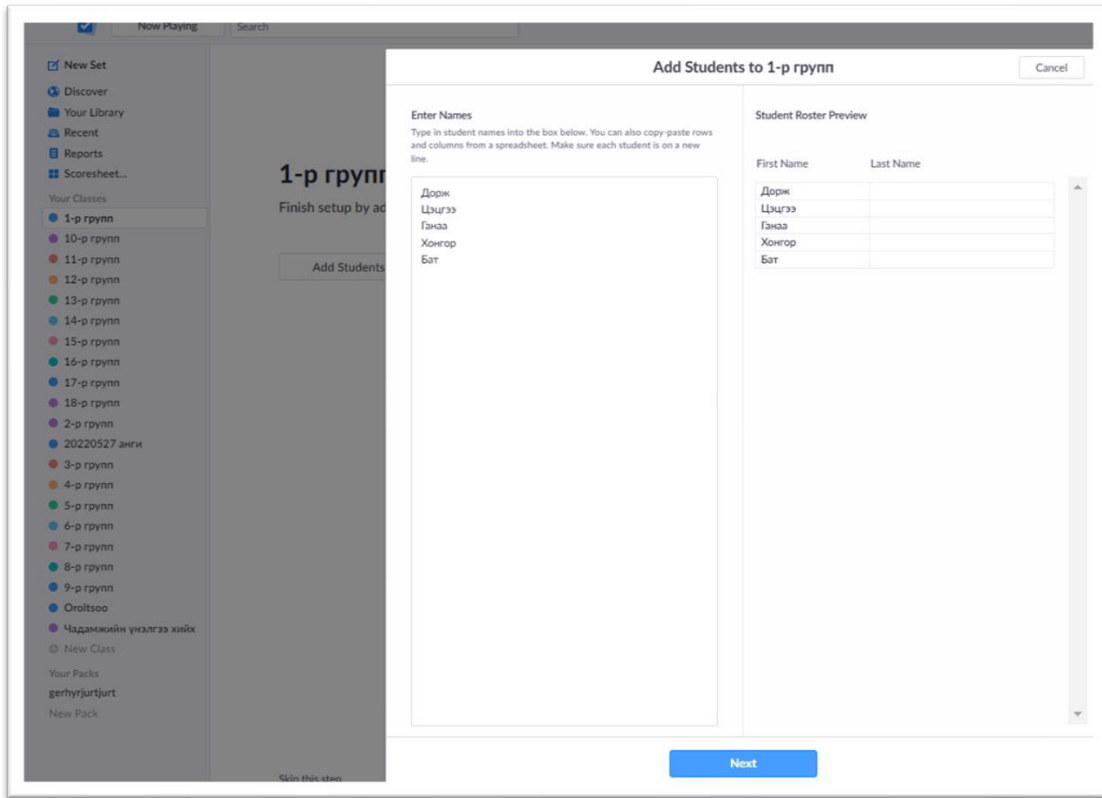 Now Playing
Search
New Set
Discover
Your Library
Recent
Reports
Scoresheet...
Your Classes
1-р групп
10-р групп
11-р групп
12-р групп
13-р групп
14-р групп
15-р групп
16-р групп
17-р групп
18-р групп
2-р групп
20220527 анги
3-р групп
4-р групп
5-р групп
6-р групп
7-р групп
8-р групп
9-р групп
Oroltsoo
Чадамжийн үнэлгээ хийх
New Class
Your Packs
gerhyrjurtjurt
New Pack
1-р групп
Finish setup by ad
Add Students
Skip this step
Add Students to 1-р групп
Cancel
Enter Names
Type in student names into the box below. You can also copy-paste rows
and columns from a spreadsheet. Make sure each student is on a new
line.
Дорж
Цэцгээ
Ганаа
Хонгор
Бат
Student Roster Preview
First Name Last Name
Дорж
Цэцгээ
Ганаа
Хонгор
Бат
Next